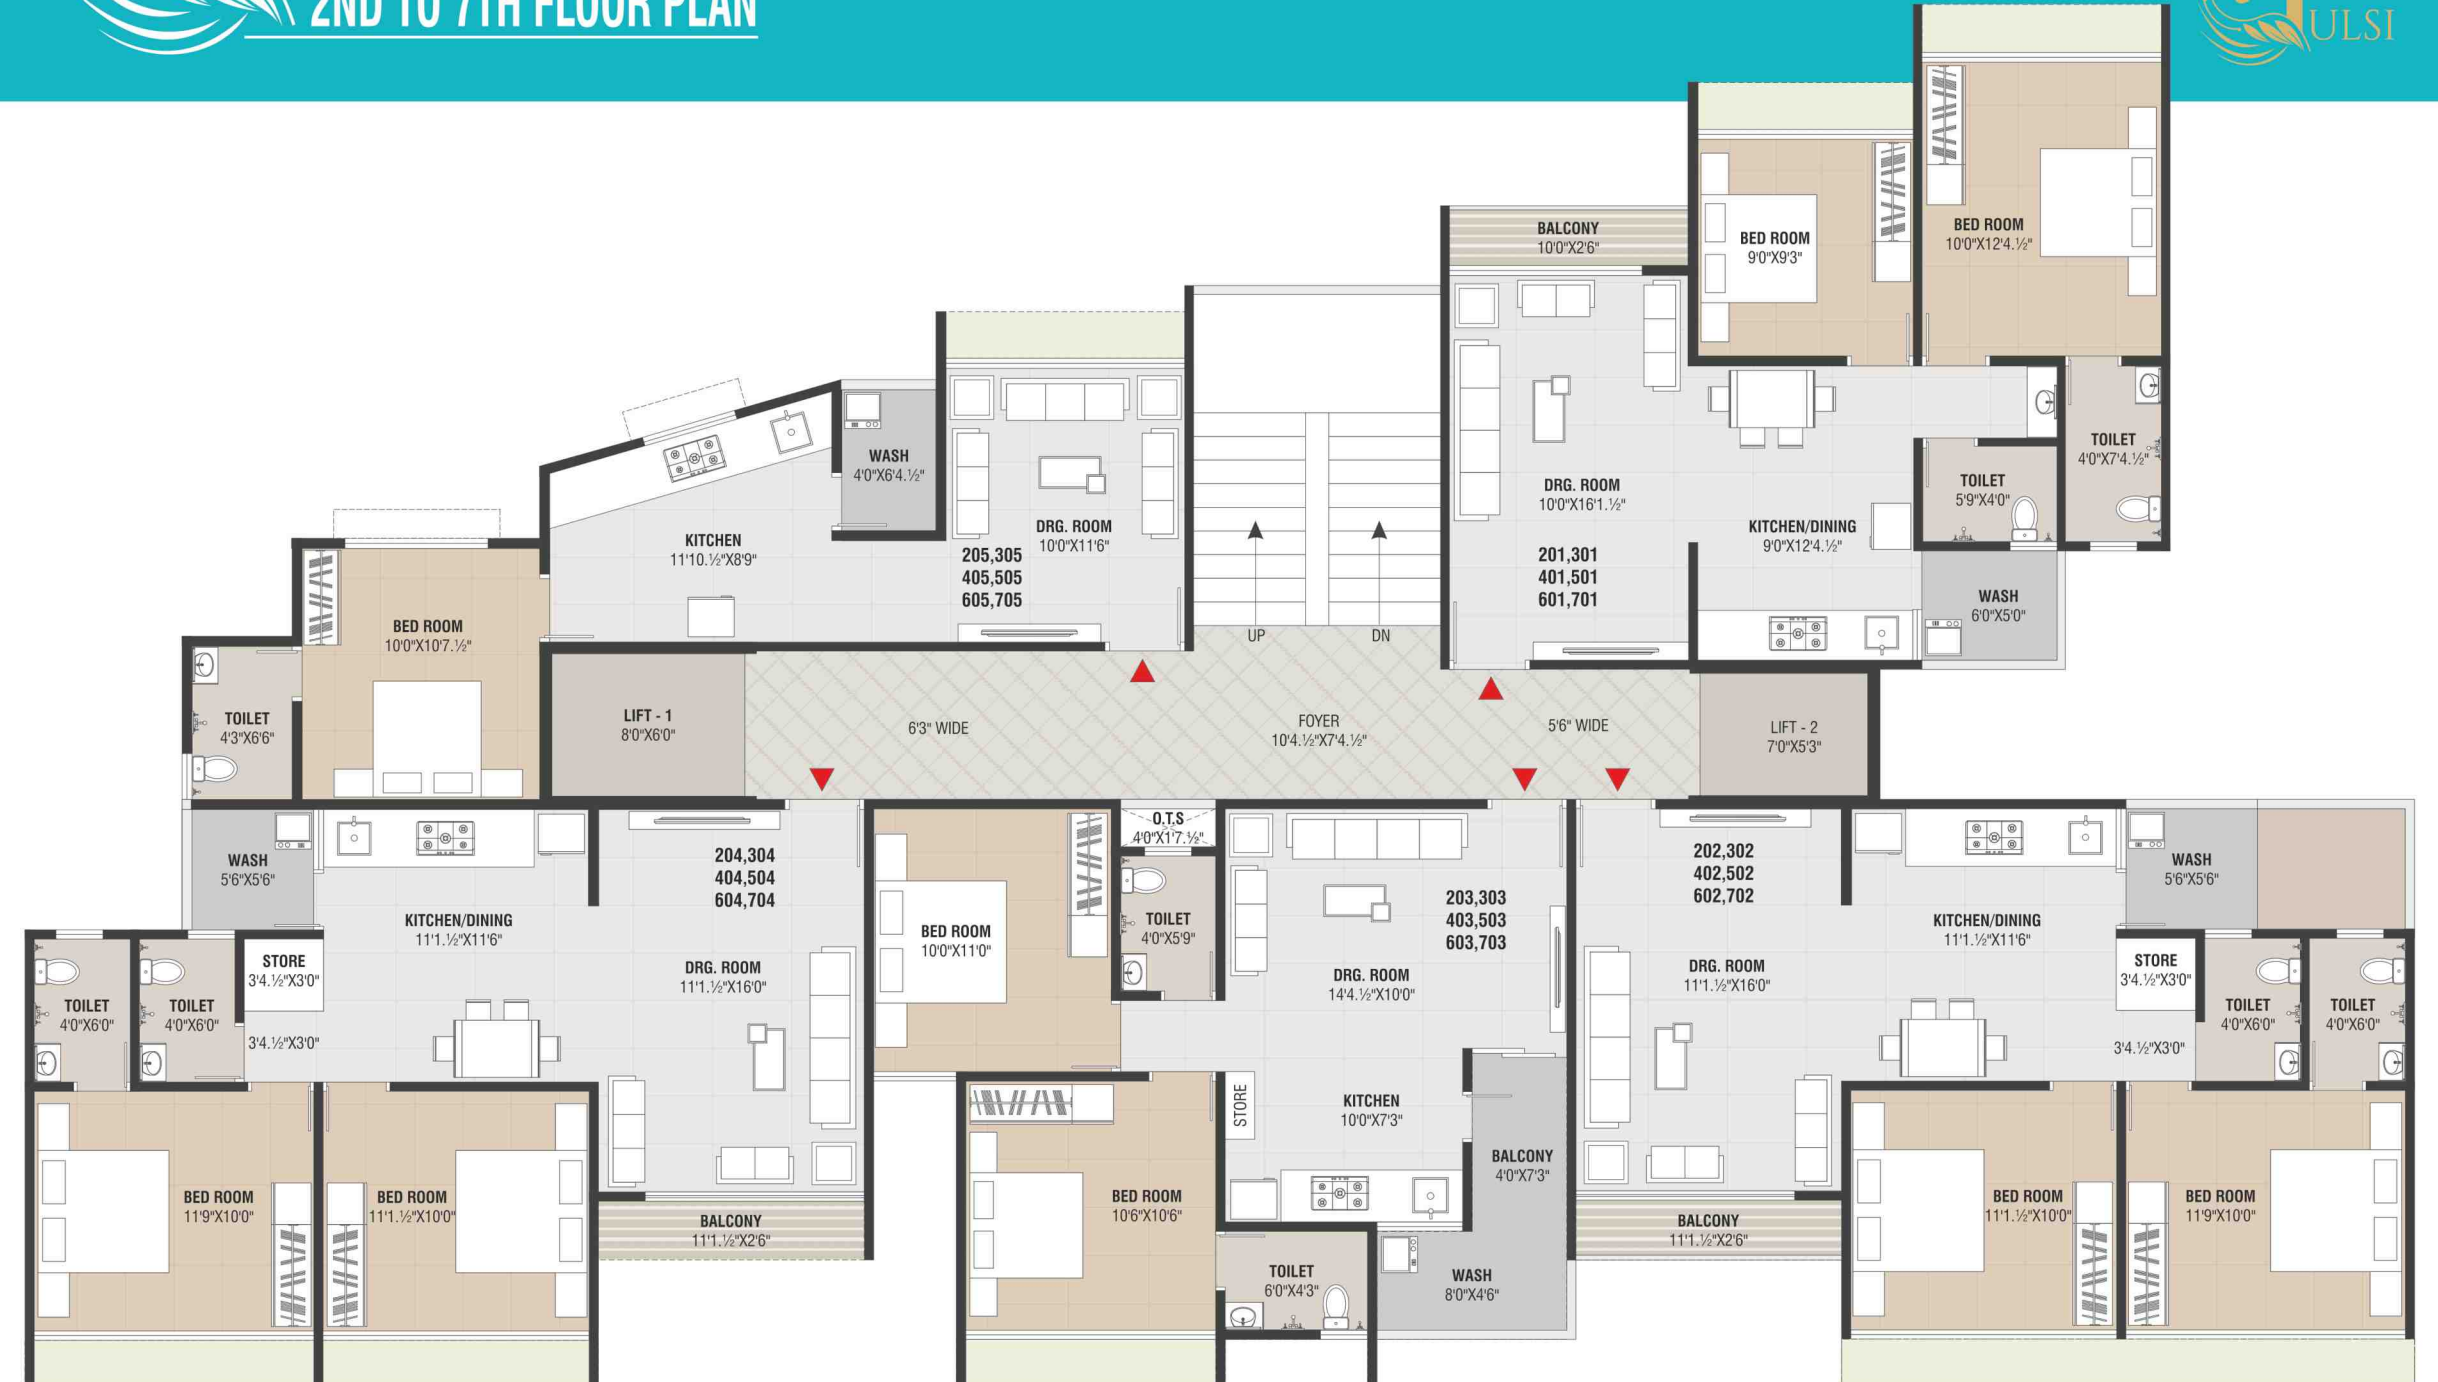 2ND TO 7TH FLOOR PLAN
TULSI
BED ROOM
10'0"X12'4.½"
BED ROOM
9'0"X9'3"
BALCONY
10'0"X2'6"
TOILET
4'0"X7'4.½"
TOILET
5'9"X4'0"
WASH
6'0"X5'0"
KITCHEN/DINING
9'0"X12'4.½"
DRG. ROOM
10'0"X16'1.½"
201,301
401,501
601,701
WASH
4'0"X6'4.½"
DRG. ROOM
10'0"X11'6"
205,305
405,505
605,705
KITCHEN
11'10.½"X8'9"
BED ROOM
10'0"X10'7.½"
TOILET
4'3"X6'6"
UP
DN
LIFT - 1
8'0"X6'0"
6'3" WIDE
FOYER
10'4.½"X7'4.½"
5'6" WIDE
LIFT - 2
7'0"X5'3"
WASH
5'6"X5'6"
KITCHEN/DINING
11'1.½"X11'6"
204,304
404,504
604,704
DRG. ROOM
11'1.½"X16'0"
STORE
3'4.½"X3'0"
3'4.½"X3'0"
TOILET
4'0"X6'0"
TOILET
4'0"X6'0"
BED ROOM
11'9"X10'0"
BED ROOM
11'1.½"X10'0"
BALCONY
11'1.½"X2'6"
BED ROOM
10'0"X11'0"
O.T.S
4'0"X1'7.½"
TOILET
4'0"X5'9"
203,303
403,503
603,703
DRG. ROOM
14'4.½"X10'0"
STORE
KITCHEN
10'0"X7'3"
BALCONY
4'0"X7'3"
BED ROOM
10'6"X10'6"
TOILET
6'0"X4'3"
WASH
8'0"X4'6"
202,302
402,502
602,702
DRG. ROOM
11'1.½"X16'0"
KITCHEN/DINING
11'1.½"X11'6"
WASH
5'6"X5'6"
STORE
3'4.½"X3'0"
3'4.½"X3'0"
TOILET
4'0"X6'0"
TOILET
4'0"X6'0"
BALCONY
11'1.½"X2'6"
BED ROOM
11'1.½"X10'0"
BED ROOM
11'9"X10'0"